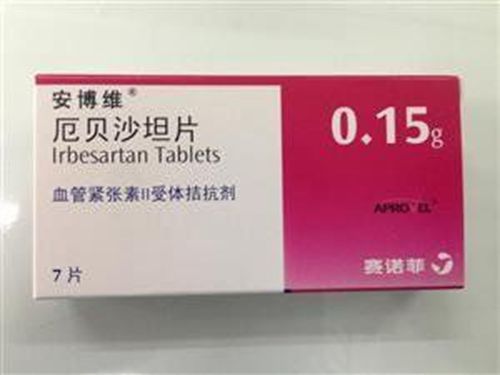 安博维®
厄贝沙坦片
Irbesartan Tablets
血管紧张素II受体拮抗剂
7片
0.15g
赛诺菲